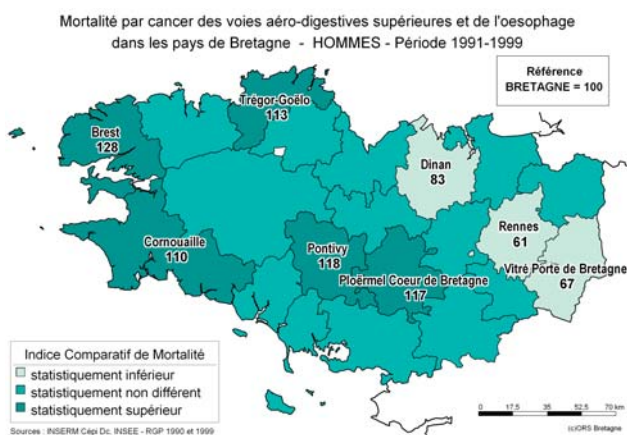 Mortalité par cancer des voies aéro-digestives supérieures et de l'oesophage
dans les pays de Bretagne - HOMMES - Période 1991-1999
Référence
BRETAGNE = 100
Trégor-Goëlo
113
Brest
128
Dinan
83
Cornouaille
110
Pontivy
118
Ploërmel Coeur de Bretagne
117
Rennes
61
Vitré Porte de Bretagne
67
Indice Comparatif de Mortalité
statistiquement inférieur
statistiquement non différent
statistiquement supérieur
0 17,5 35 52,5 70 km
Sources : INSERM Cépi Dc, INSEE - RGP 1990 et 1999
(c)ORS Bretagne